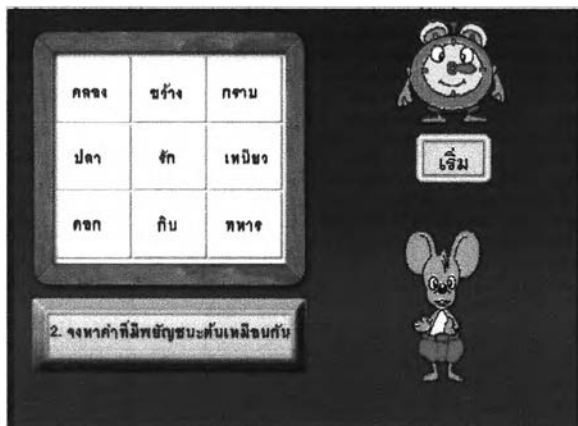 คลอง ขว้าง กราบ
ปลา รัก เหนียว
คอก กิน ทหาร
เริ่ม
2. จงหาคำที่มีพยัญชนะต้นเหมือนกัน